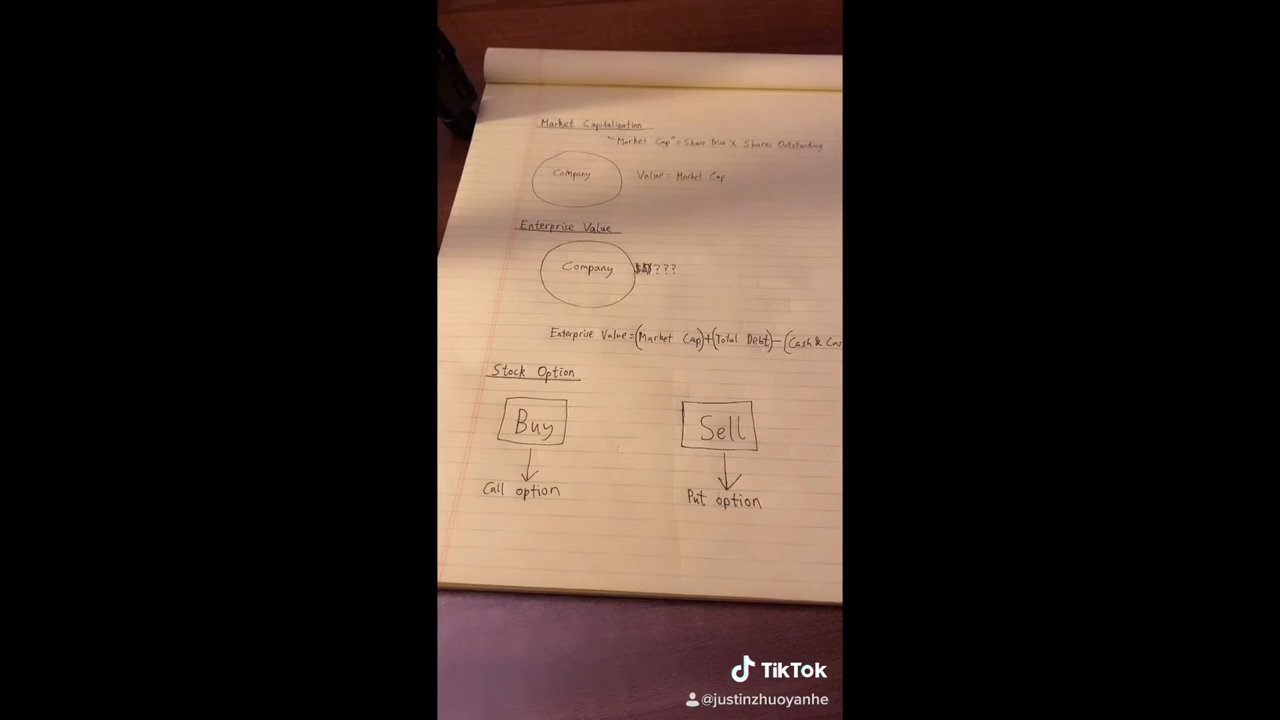 Market Capitalization
"Market Cap" = Share Price X Shares Outstanding
Company
Value = Market Cap
Enterprise Value
Company
$$$???
Enterprise Value = (Market Cap) + (Total Debt) - (Cash &
Stock Option
Buy
Sell
Call option
Put option
TikTok
@justinzhuoyanhe